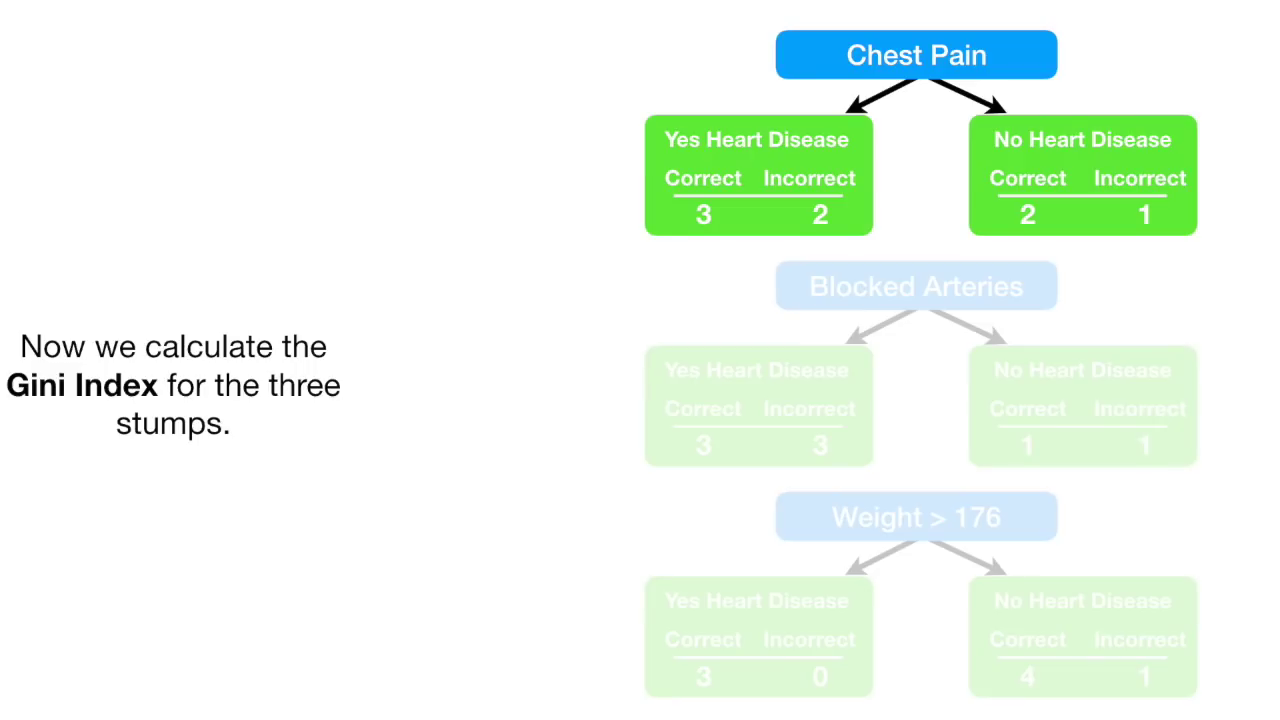 Now we calculate the
Gini Index for the three
stumps.
Chest Pain
Yes Heart Disease
Correct Incorrect
3 2
No Heart Disease
Correct Incorrect
2 1
Blocked Arteries
Yes Heart Disease
Correct Incorrect
3 3
No Heart Disease
Correct Incorrect
1 1
Weight > 176
Yes Heart Disease
Correct Incorrect
3 0
No Heart Disease
Correct Incorrect
4 1